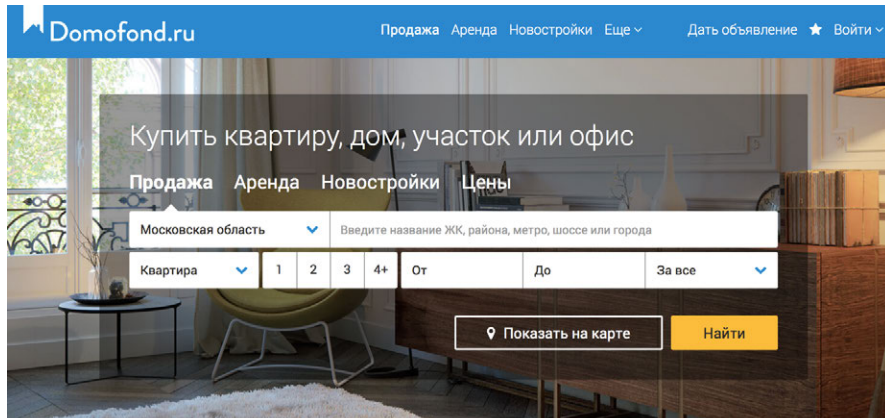 Domofond.ru
Продажа Аренда Новостройки Еще Дать объявление Войти
Купить квартиру, дом, участок или офис
Продажа Аренда Новостройки Цены
Московская область Введите название ЖК, района, метро, шоссе или города
Квартира 1 2 3 4+ От До За все
Показать на карте Найти